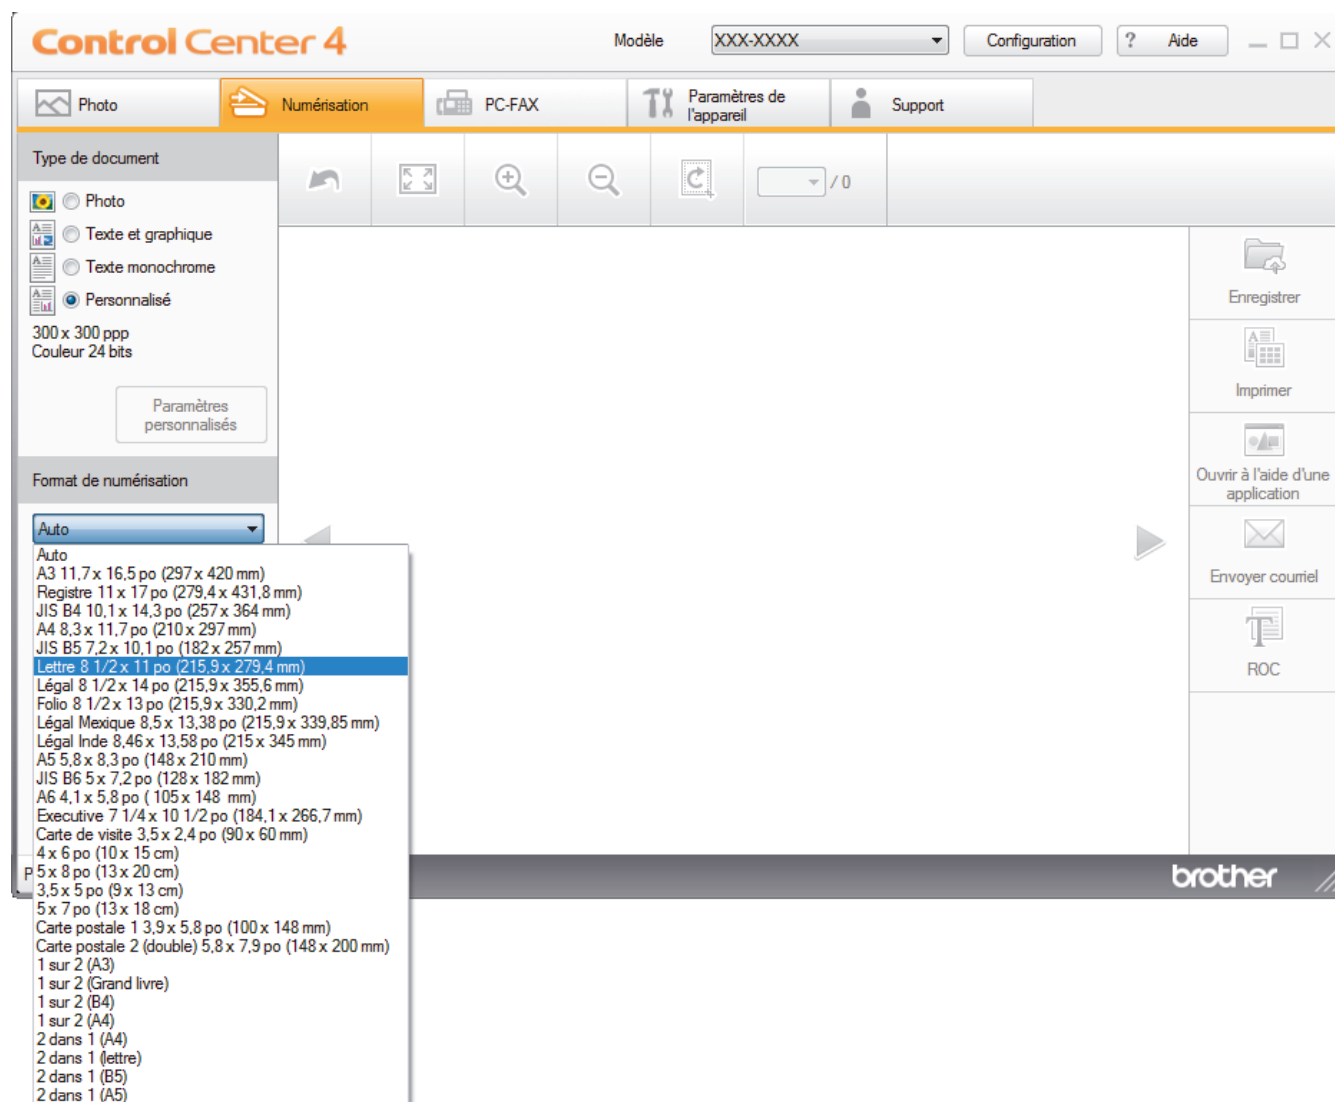 Control Center 4
Modèle
XXX-XXXX
Configuration
? Aide
Photo
Numérisation
PC-FAX
Paramètres de
l'appareil
Support
Type de document
/ 0
Photo
Texte et graphique
Texte monochrome
Personnalisé
300 x 300 ppp
Couleur 24 bits
Paramètres
personnalisés
Format de numérisation
Auto
Auto
A3 11,7 x 16,5 po (297 x 420 mm)
Registre 11 x 17 po (279,4 x 431,8 mm)
JIS B4 10,1 x 14,3 po (257 x 364 mm)
A4 8,3 x 11,7 po (210 x 297 mm)
JIS B5 7,2 x 10,1 po (182 x 257 mm)
Lettre 8 1/2 x 11 po (215,9 x 279,4 mm)
Légal 8 1/2 x 14 po (215,9 x 355,6 mm)
Folio 8 1/2 x 13 po (215,9 x 330,2 mm)
Légal Mexique 8,5 x 13,38 po (215,9 x 339,85 mm)
Légal Inde 8,46 x 13,58 po (215 x 345 mm)
A5 5,8 x 8,3 po (148 x 210 mm)
JIS B6 5 x 7,2 po (128 x 182 mm)
A6 4,1 x 5,8 po ( 105 x 148 mm)
Executive 7 1/4 x 10 1/2 po (184,1 x 266,7 mm)
Carte de visite 3,5 x 2,4 po (90 x 60 mm)
4 x 6 po (10 x 15 cm)
5 x 8 po (13 x 20 cm)
3,5 x 5 po (9 x 13 cm)
5 x 7 po (13 x 18 cm)
Carte postale 1 3,9 x 5,8 po (100 x 148 mm)
Carte postale 2 (double) 5,8 x 7,9 po (148 x 200 mm)
1 sur 2 (A3)
1 sur 2 (Grand livre)
1 sur 2 (B4)
1 sur 2 (A4)
2 dans 1 (A4)
2 dans 1 (lettre)
2 dans 1 (B5)
2 dans 1 (A5)
Enregistrer
Imprimer
Ouvrir à l'aide d'une
application
Envoyer courriel
ROC
brother